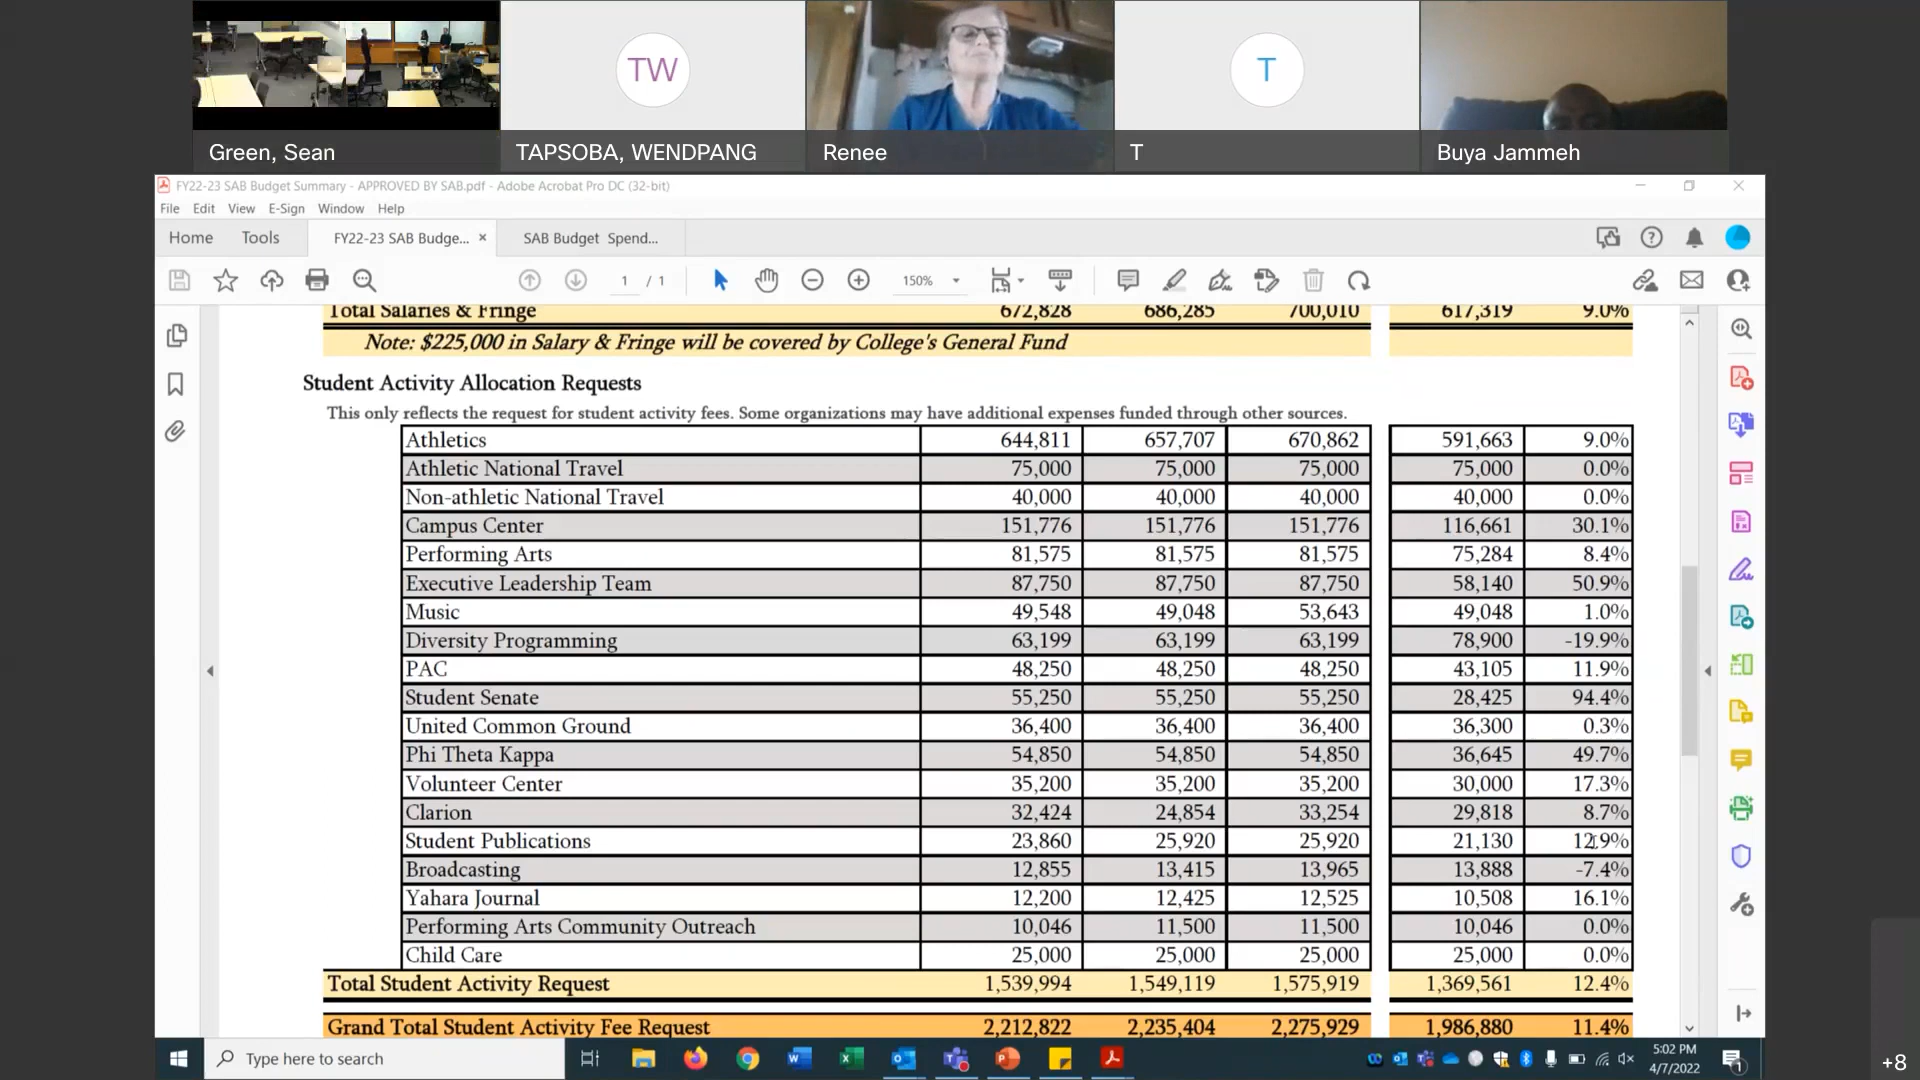 TW
T
Green, Sean
TAPSOBA, WENDPANG
Renee
T
Buya Jammeh
FY22-23 SAB Budget Summary - APPROVED BY SAB.pdf - Adobe Acrobat Pro DC (32-bit)
File Edit View E-Sign Window Help
Home Tools FY22-23 SAB Budge... × SAB Budget Spend...
1 / 1 150%
Total Salaries & Fringe 672,828 686,285 700,010 617,319 9.0%
Note: $225,000 in Salary & Fringe will be covered by College's General Fund
Student Activity Allocation Requests
This only reflects the request for student activity fees. Some organizations may have additional expenses funded through other sources.
Athletics 644,811 657,707 670,862 591,663 9.0%
Athletic National Travel 75,000 75,000 75,000 75,000 0.0%
Non-athletic National Travel 40,000 40,000 40,000 40,000 0.0%
Campus Center 151,776 151,776 151,776 116,661 30.1%
Performing Arts 81,575 81,575 81,575 75,284 8.4%
Executive Leadership Team 87,750 87,750 87,750 58,140 50.9%
Music 49,548 49,048 53,643 49,048 1.0%
Diversity Programming 63,199 63,199 63,199 78,900 -19.9%
PAC 48,250 48,250 48,250 43,105 11.9%
Student Senate 55,250 55,250 55,250 28,425 94.4%
United Common Ground 36,400 36,400 36,400 36,300 0.3%
Phi Theta Kappa 54,850 54,850 54,850 36,645 49.7%
Volunteer Center 35,200 35,200 35,200 30,000 17.3%
Clarion 32,424 24,854 33,254 29,818 8.7%
Student Publications 23,860 25,920 25,920 21,130 12.9%
Broadcasting 12,855 13,415 13,965 13,888 -7.4%
Yahara Journal 12,200 12,425 12,525 10,508 16.1%
Performing Arts Community Outreach 10,046 11,500 11,500 10,046 0.0%
Child Care 25,000 25,000 25,000 25,000 0.0%
Total Student Activity Request 1,539,994 1,549,119 1,575,919 1,369,561 12.4%
Grand Total Student Activity Fee Request 2,212,822 2,235,404 2,275,929 1,986,880 11.4%
Type here to search
5:02 PM
4/7/2022
1
+8